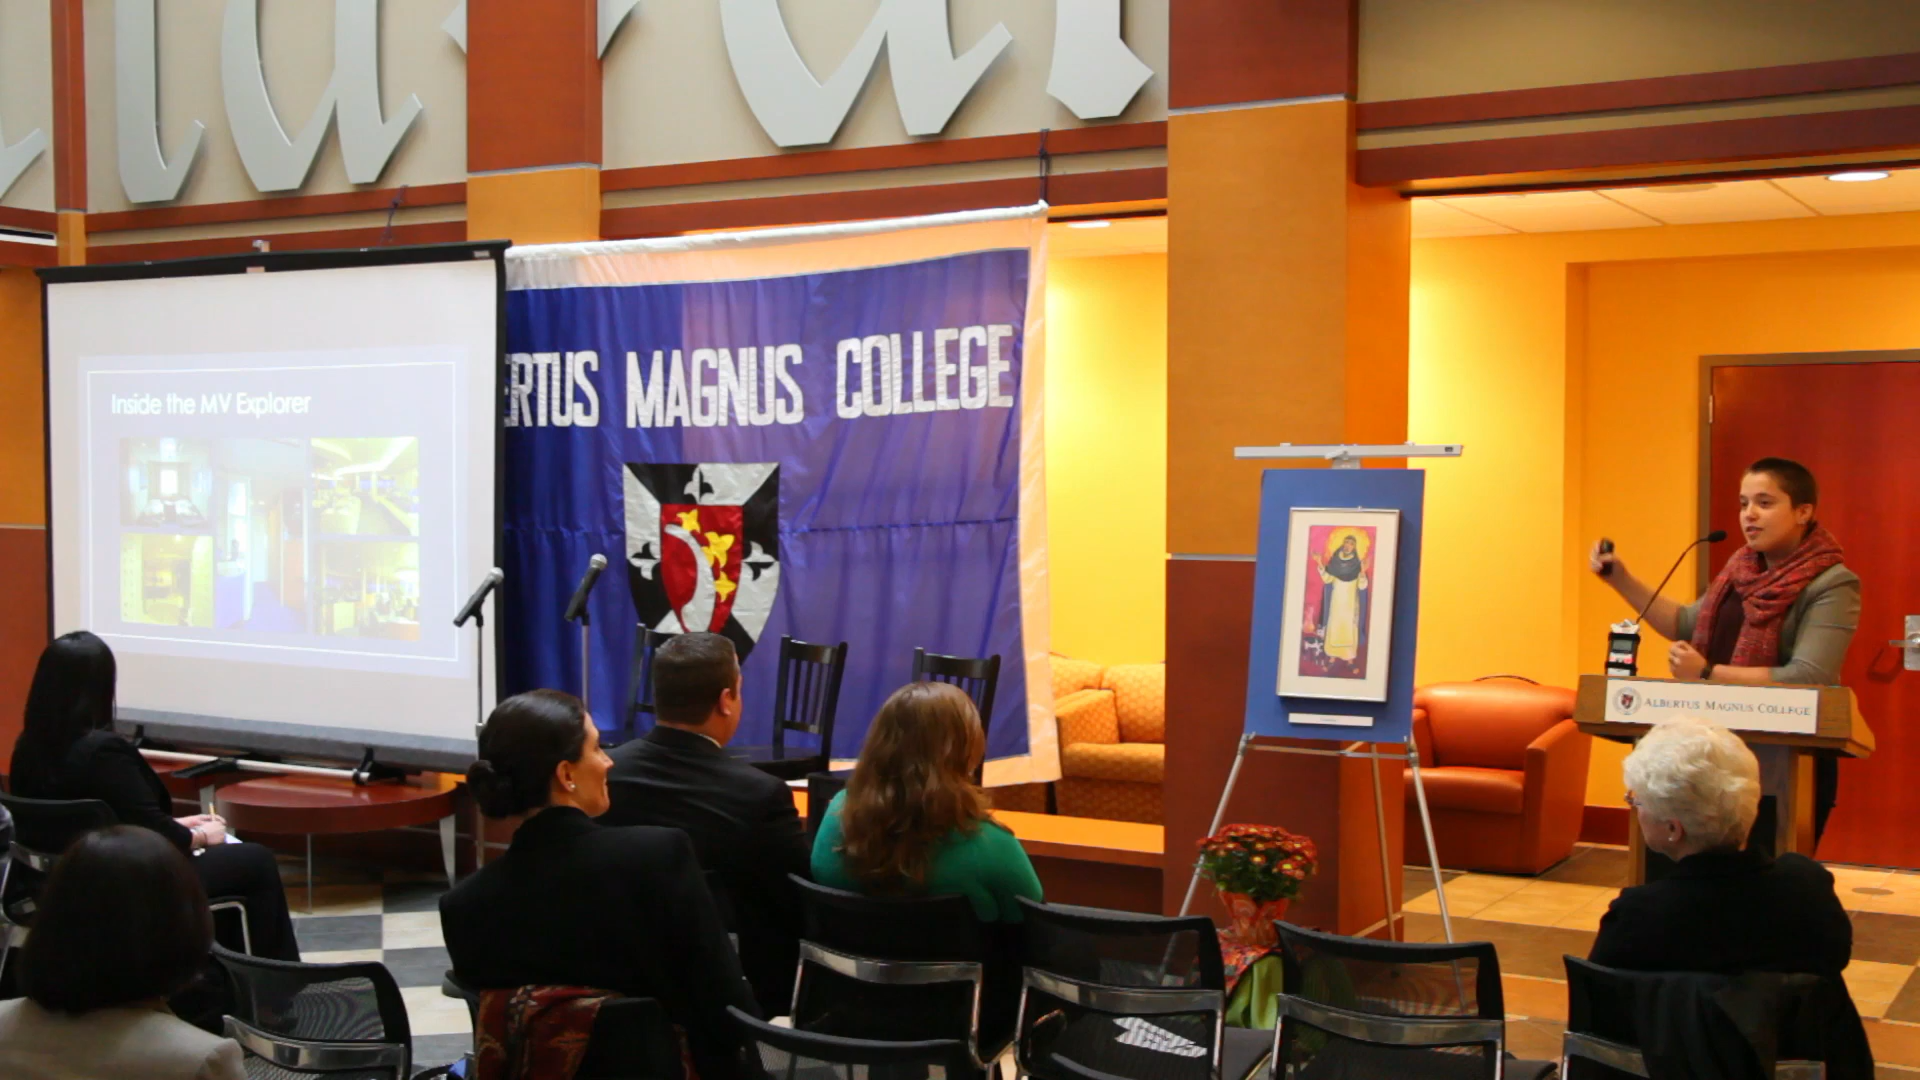 Inside the MV Explorer
ERTUS MAGNUS COLLEGE
ALBERTUS MAGNUS COLLEGE